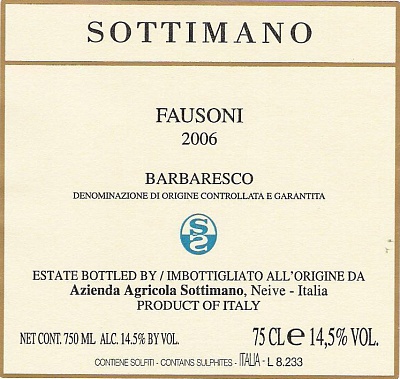 SOTTIMANO
FAUSONI
2006
BARBARESCO
DENOMINAZIONE DI ORIGINE CONTROLLATA E GARANTITA
SS
ESTATE BOTTLED BY / IMBOTTIGLIATO ALL'ORIGINE DA
Azienda Agricola Sottimano, Neive - Italia
PRODUCT OF ITALY
NET CONT. 750 ML ALC. 14.5% BY VOL. 75 CL e 14,5% VOL.
CONTIENE SOLFITI - CONTAINS SULPHITES - ITALIA - L 8.233